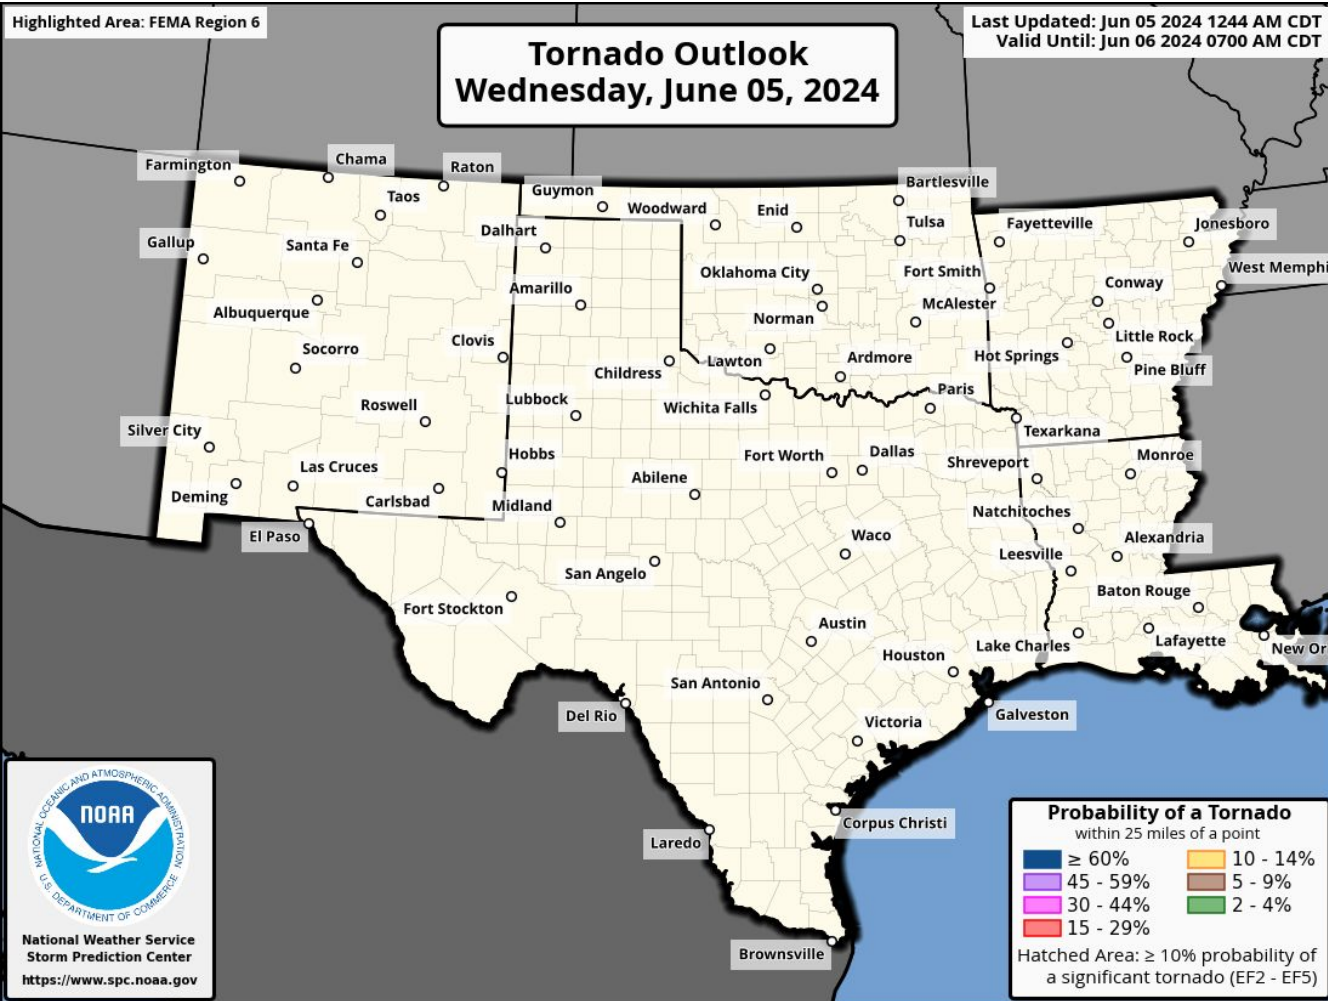 Highlighted Area: FEMA Region 6
Last Updated: Jun 05 2024 1244 AM CDT
Valid Until: Jun 06 2024 0700 AM CDT
Tornado Outlook
Wednesday, June 05, 2024
Farmington
Chama
Raton
Taos
Guymon
Woodward
Enid
Bartlesville
Tulsa
Fayetteville
Jonesboro
Gallup
Santa Fe
Dalhart
Oklahoma City
Fort Smith
West Memphi
Albuquerque
Amarillo
Norman
McAlester
Conway
Socorro
Clovis
Childress
Lawton
Ardmore
Hot Springs
Little Rock
Pine Bluff
Roswell
Lubbock
Wichita Falls
Paris
Texarkana
Silver City
Las Cruces
Hobbs
Abilene
Fort Worth
Dallas
Shreveport
Monroe
Deming
Carlsbad
Midland
Natchitoches
El Paso
San Angelo
Waco
Leesville
Alexandria
Fort Stockton
Austin
Baton Rouge
Houston
Lake Charles
Lafayette
New Or
San Antonio
Del Rio
Victoria
Galveston
Laredo
Corpus Christi
Brownsville
NATIONAL OCEANIC AND ATMOSPHERIC ADMINISTRATION
NOAA
U.S. DEPARTMENT OF COMMERCE
National Weather Service
Storm Prediction Center
https://www.spc.noaa.gov
Probability of a Tornado
within 25 miles of a point
≥ 60%
45 - 59%
30 - 44%
15 - 29%
10 - 14%
5 - 9%
2 - 4%
Hatched Area: ≥ 10% probability of
a significant tornado (EF2 - EF5)